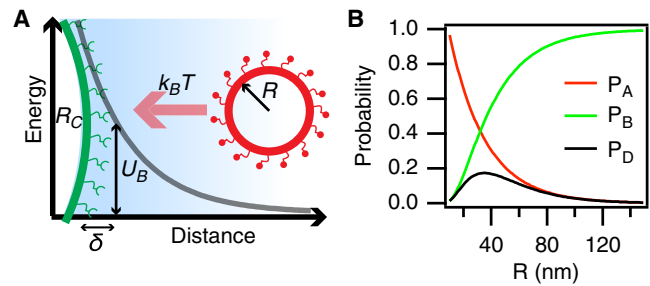 A
Energy
R_C
k_BT
R
U_B
δ
Distance
B
Probability
1.0
0.8
0.6
0.4
0.2
0.0
P_A
P_B
P_D
40
80
120
R (nm)